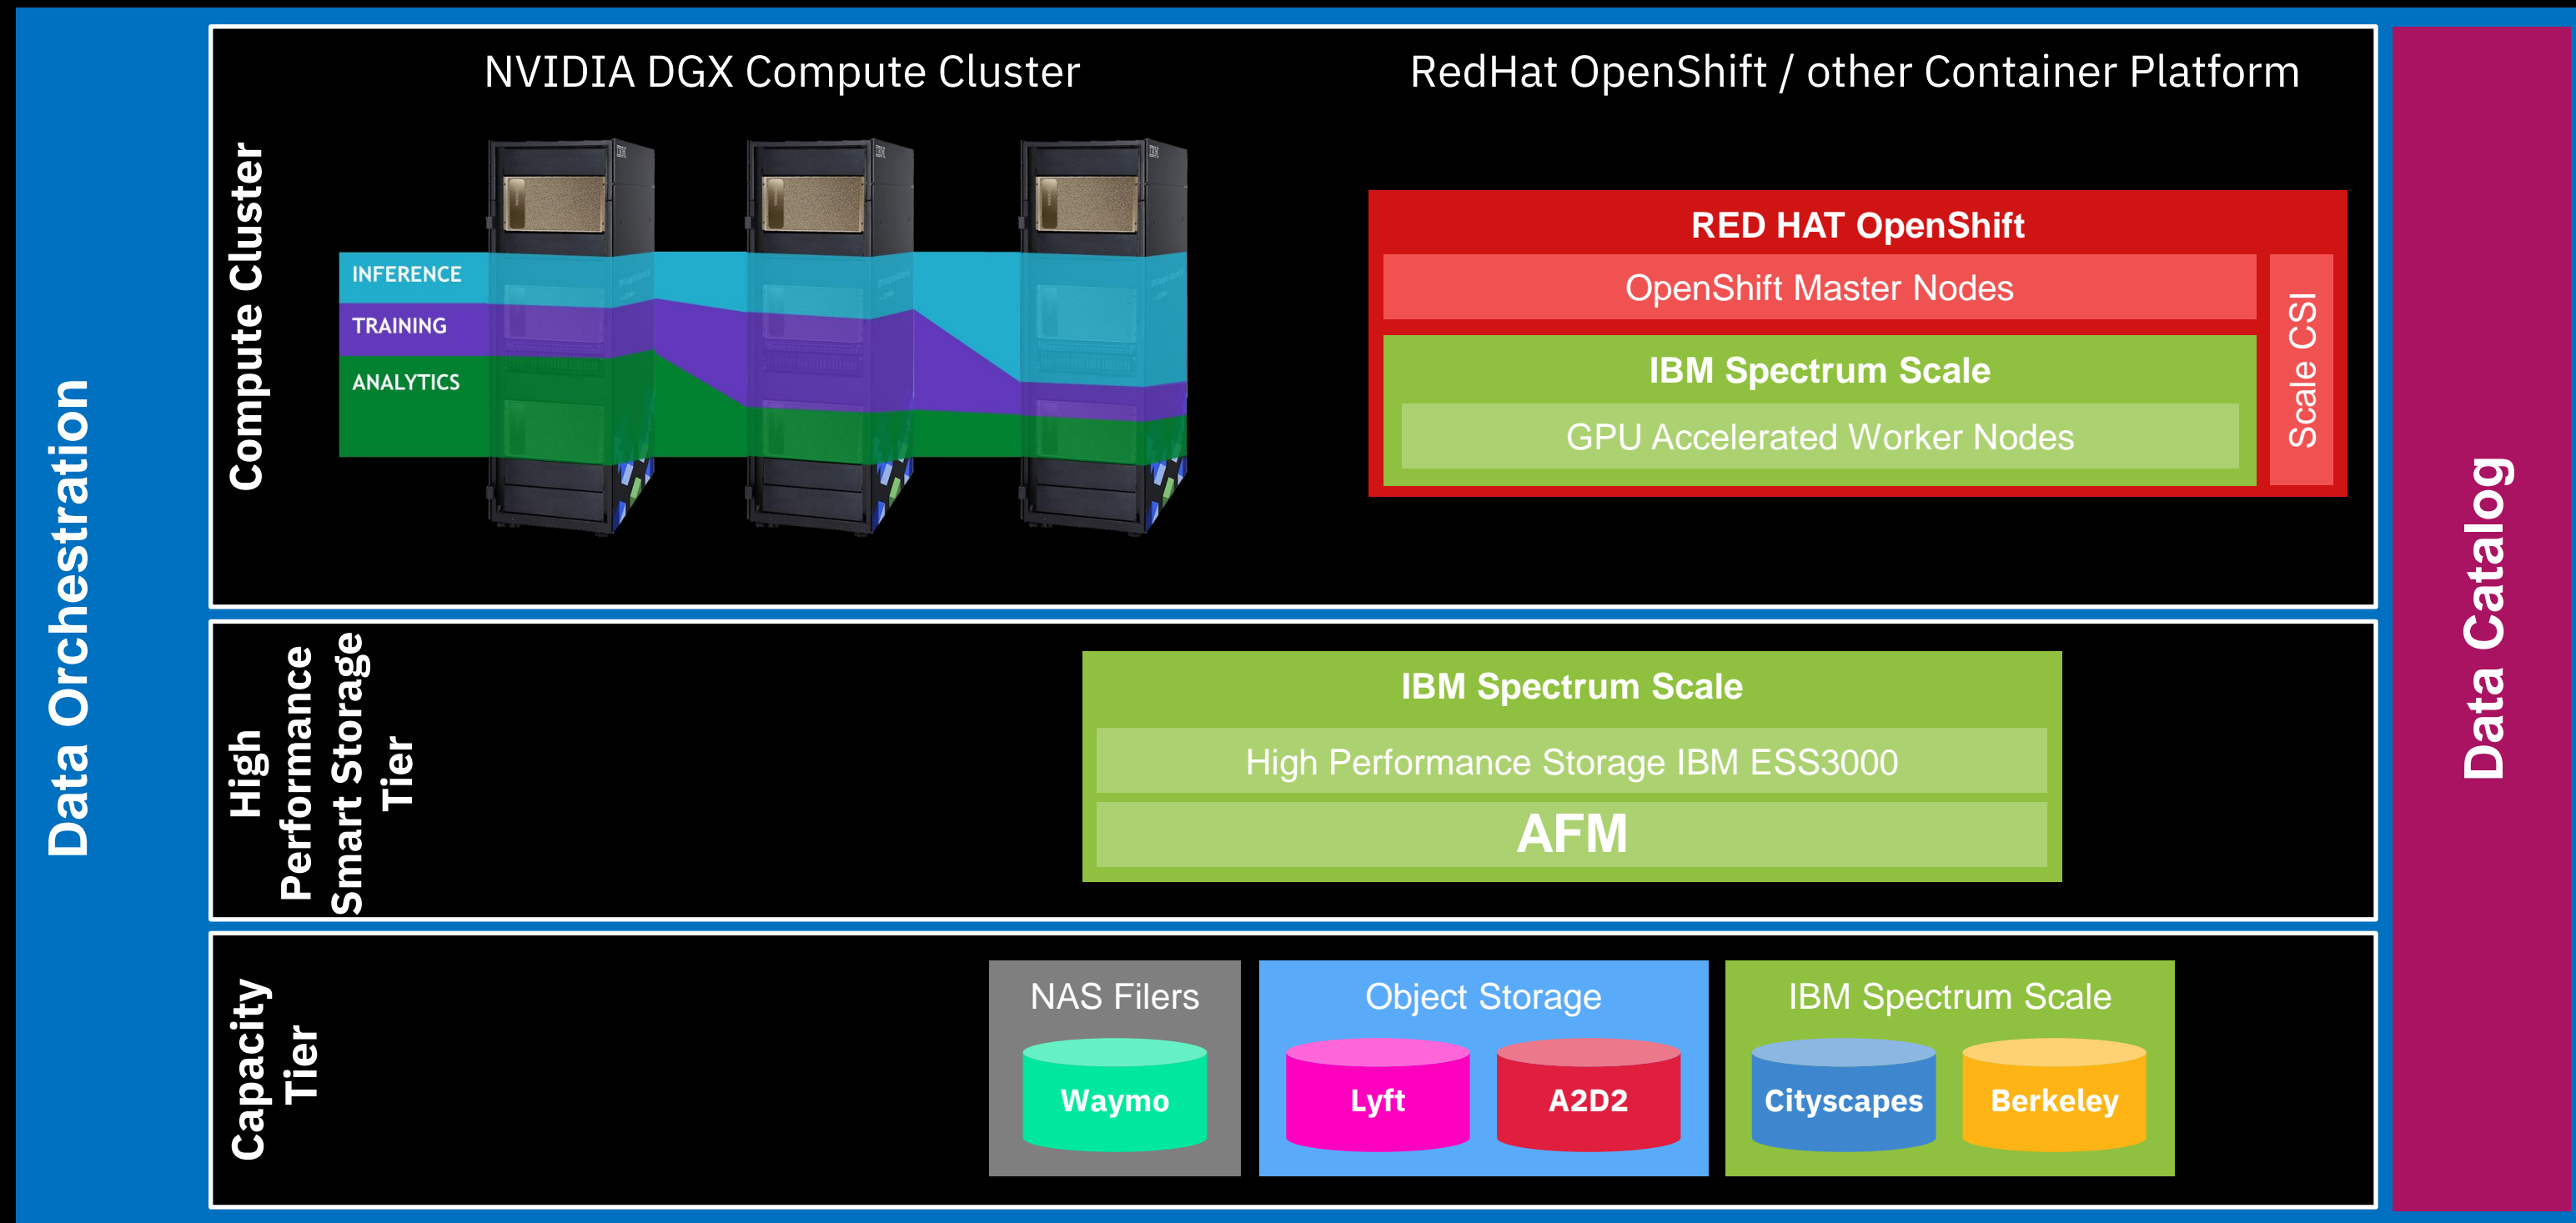 Data Orchestration
Compute Cluster
NVIDIA DGX Compute Cluster
INFERENCE
TRAINING
ANALYTICS
RedHat OpenShift / other Container Platform
RED HAT OpenShift
OpenShift Master Nodes
IBM Spectrum Scale
GPU Accelerated Worker Nodes
Scale CSI
High
Performance
Smart Storage
Tier
IBM Spectrum Scale
High Performance Storage IBM ESS3000
AFM
Capacity
Tier
NAS Filers
Waymo
Object Storage
Lyft
A2D2
IBM Spectrum Scale
Cityscapes
Berkeley
Data Catalog